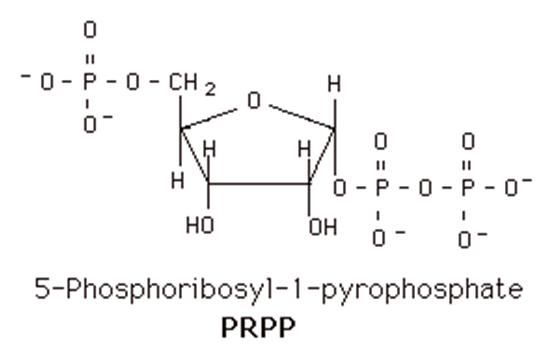 O
⁻O-P-O-CH₂
O⁻
O
H
H
H
H
HO
OH
O
O
O-P-O-P-O⁻
O⁻
O⁻
5-Phosphoribosyl-1-pyrophosphate
PRPP